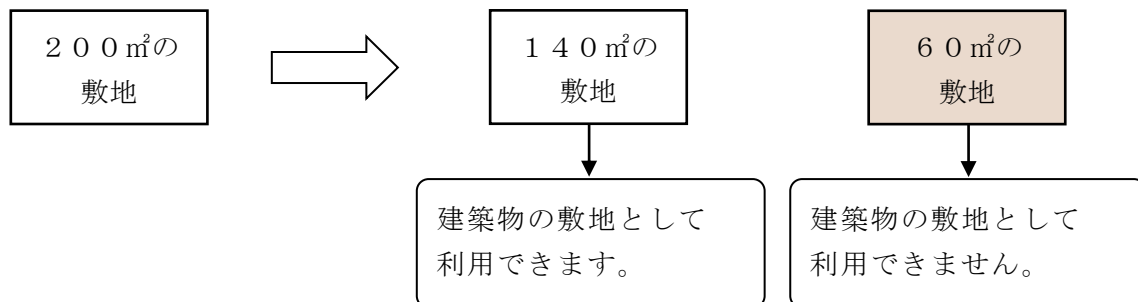 ２００㎡の
敷地
１４０㎡の
敷地
６０㎡の
敷地
建築物の敷地として
利用できます。
建築物の敷地として
利用できません。